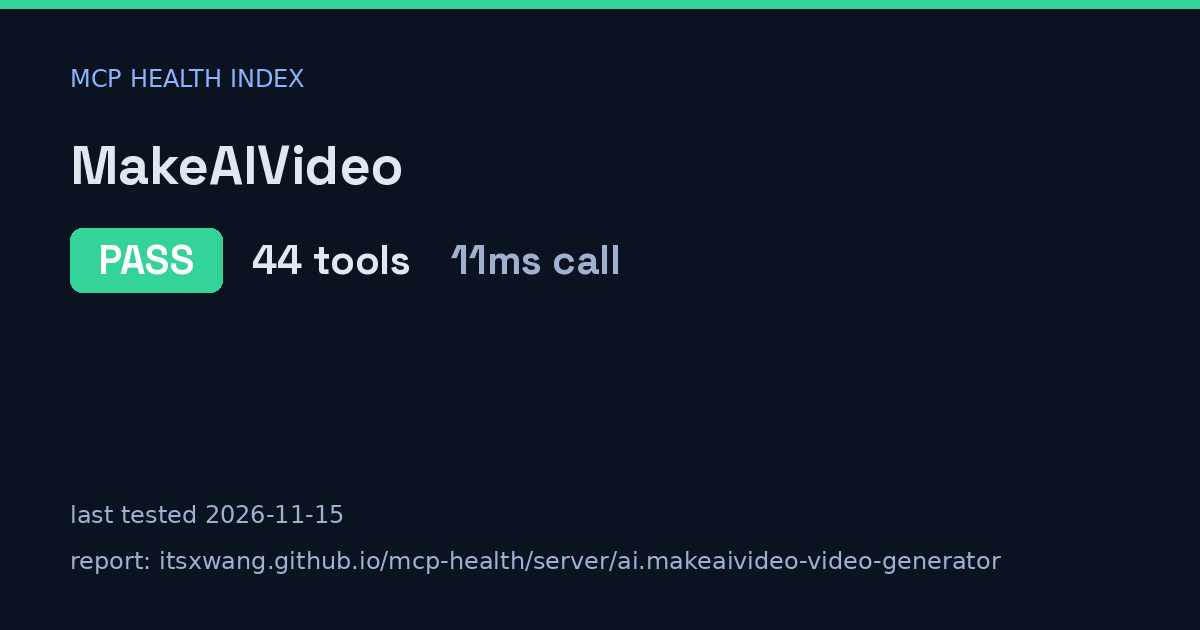 MCP HEALTH INDEX
MakeAIVideo
PASS 44 tools 11ms call
last tested 2026-11-15
report: itsxwang.github.io/mcp-health/server/ai.makeaivideo-video-generator